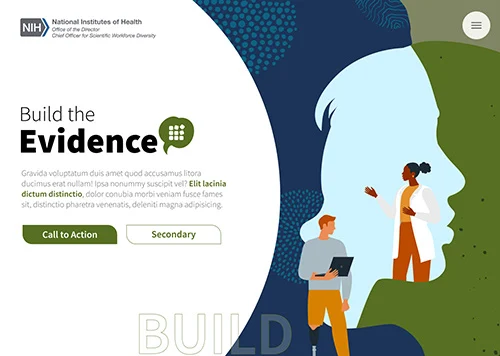 NIH
National Institutes of Health
Office of the Director
Chief Officer for Scientific Workforce Diversity
Build the
Evidence
Gravida voluptatum duis amet quod accusamus litora
ducimus erat nullam! Ipsa nonummy suscipit vel? Elit lacinia
dictum distinctio, dolor conubia morbi veniam fusce fames
sit, distinctio pharetra venenatis, deleniti magna adipisicing.
Call to Action
Secondary
BUILD